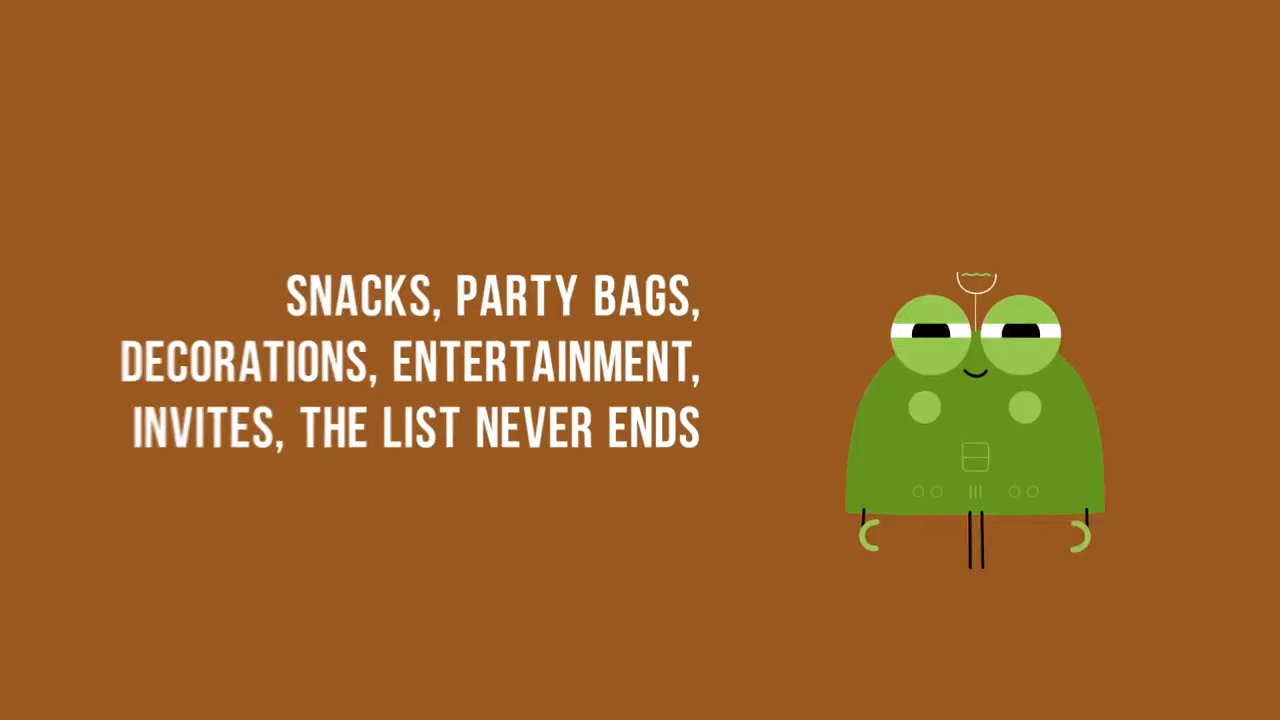 SNACKS, PARTY BAGS,
DECORATIONS, ENTERTAINMENT,
INVITES, THE LIST NEVER ENDS